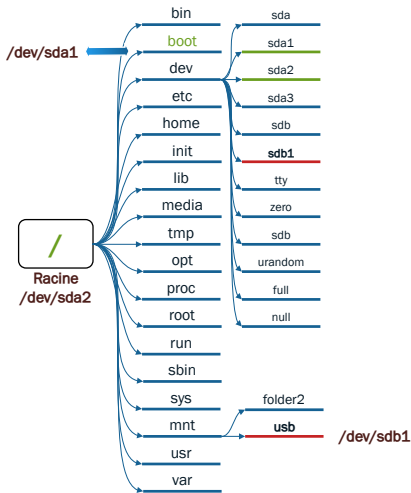 /dev/sda1
/
Racine
/dev/sda2
bin
boot
dev
etc
home
init
lib
media
tmp
opt
proc
root
run
sbin
sys
mnt
usr
var
sda
sda1
sda2
sda3
sdb
sdb1
tty
zero
sdb
urandom
full
null
folder2
usb
/dev/sdb1